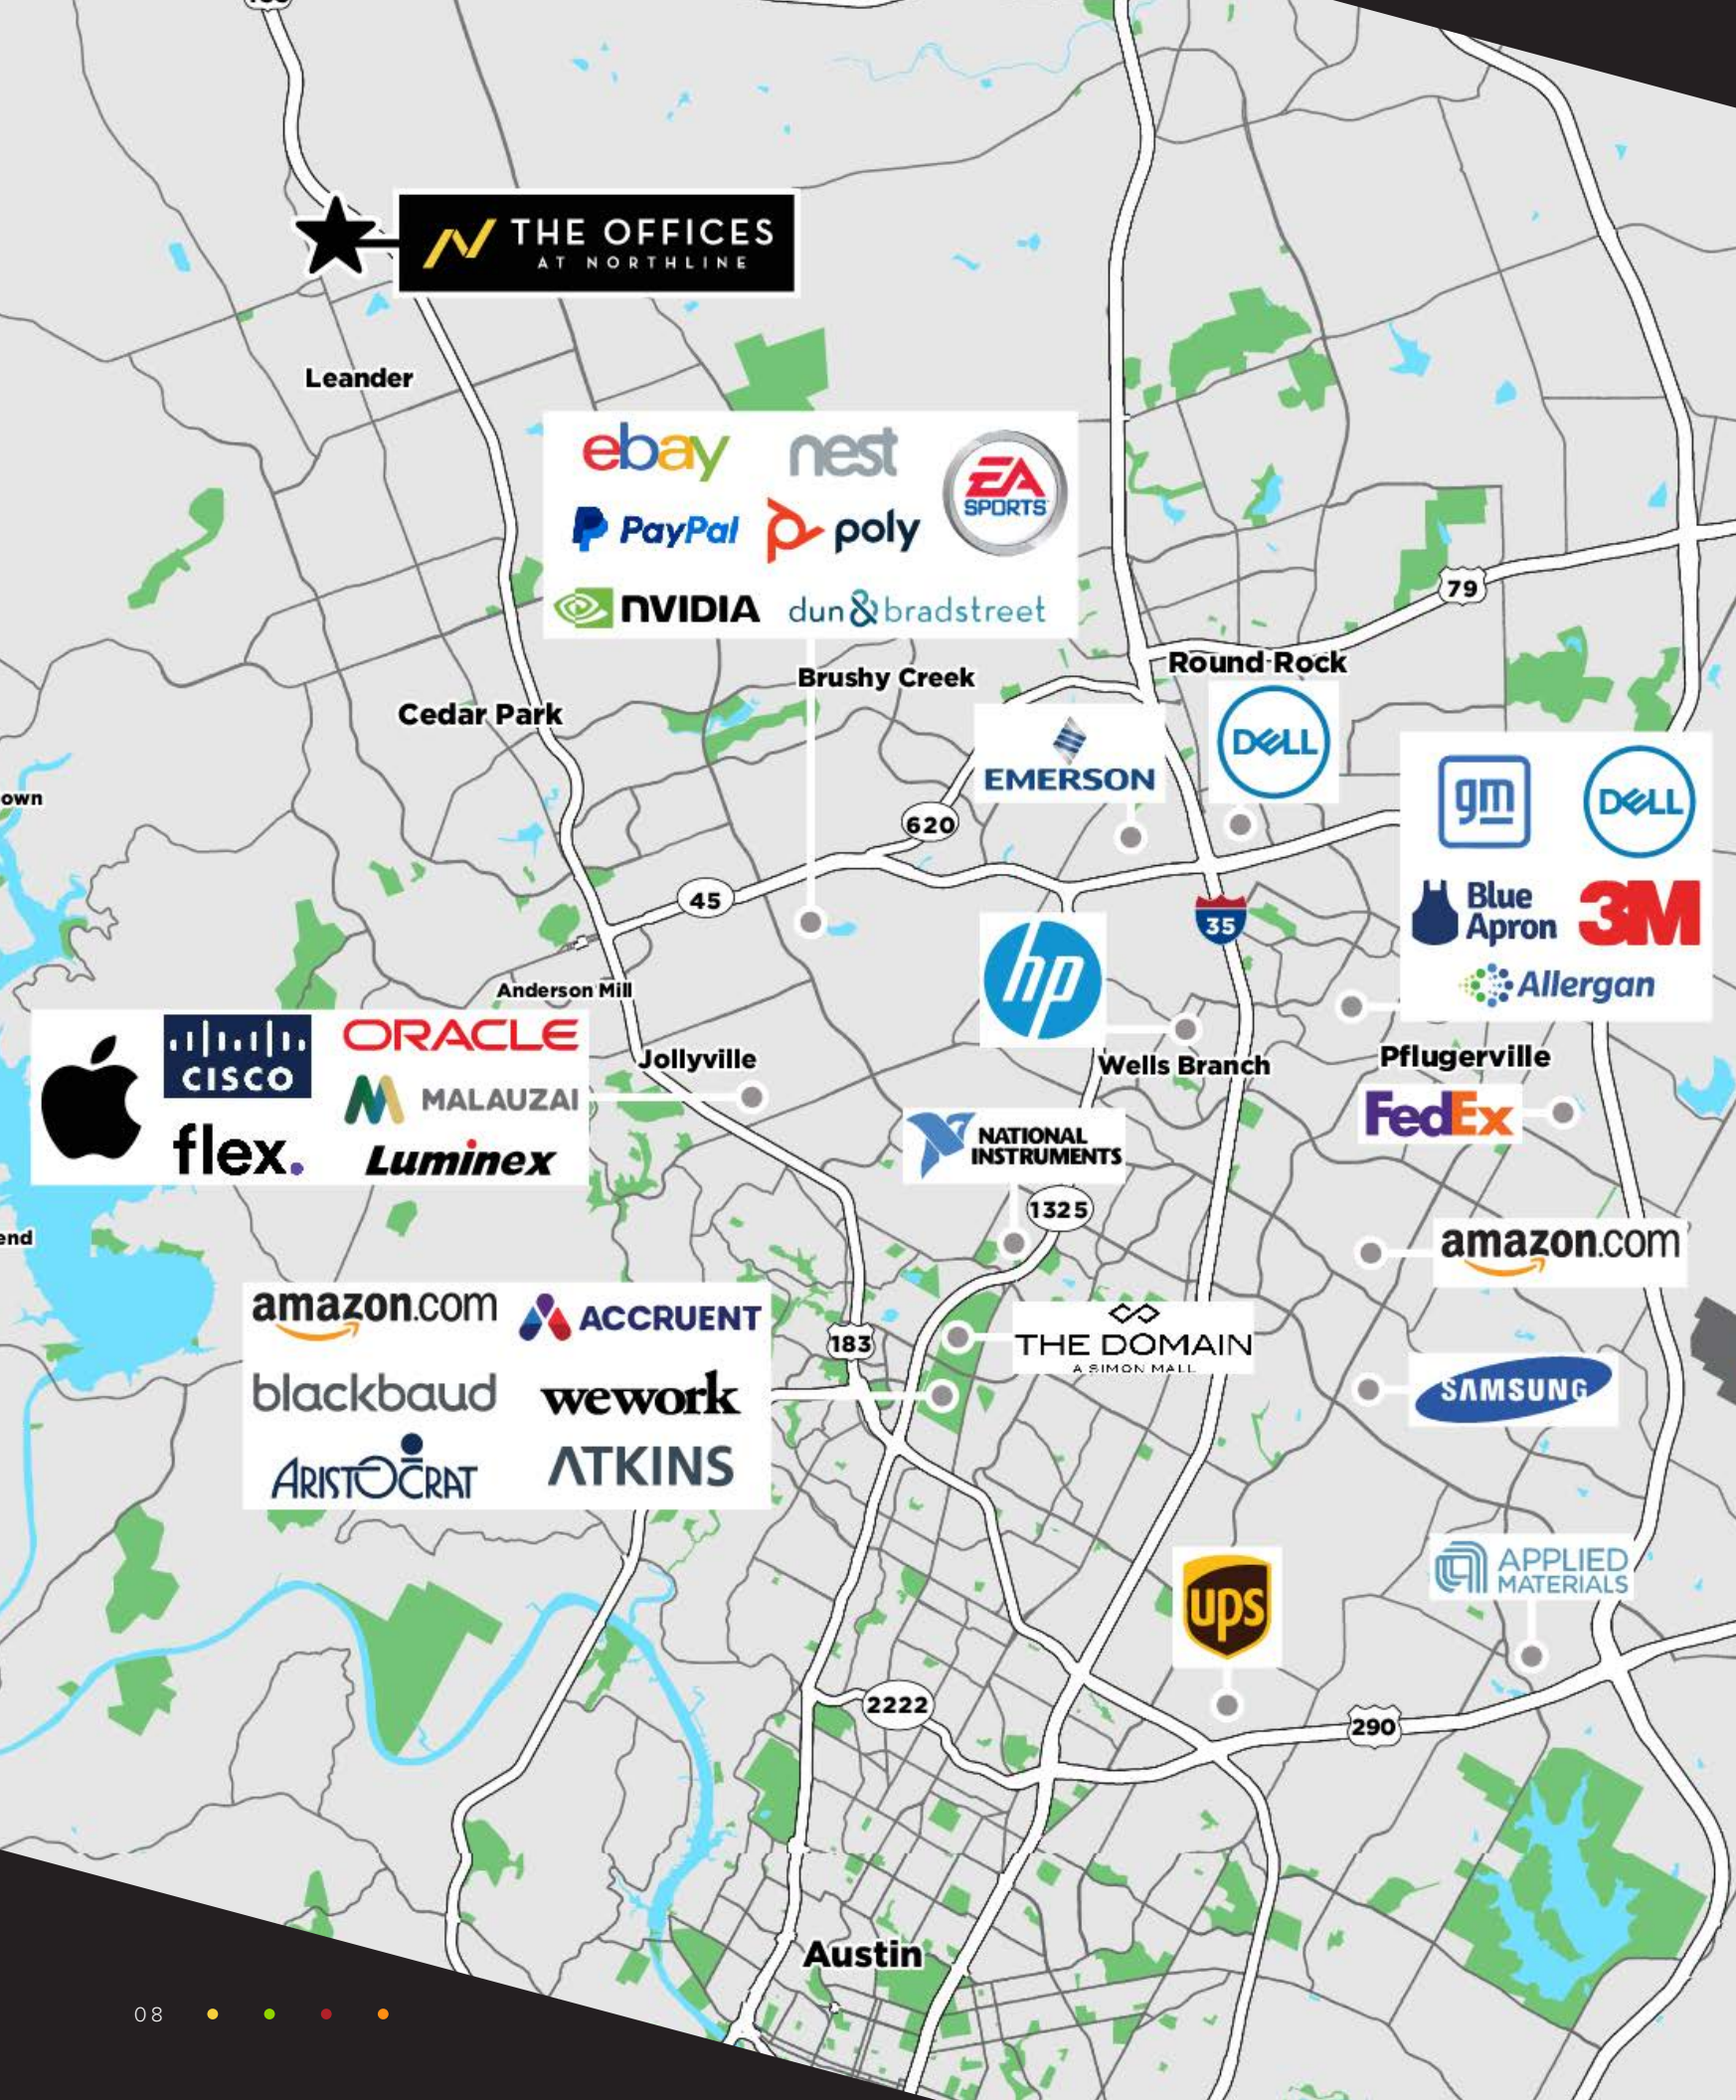 THE OFFICES
AT NORTHLINE
Leander
ebay
nest
EA
SPORTS
PayPal
poly
NVIDIA
dun & bradstreet
79
Round Rock
Brushy Creek
Cedar Park
DELL
EMERSON
gm
DELL
own
620
Blue
Apron
3M
45
35
hp
Allergan
Anderson Mill
CISCO
ORACLE
Jollyville
Wells Branch
Pflugerville
MALAUZAI
FedEx
flex.
Luminex
NATIONAL
INSTRUMENTS
1325
end
amazon.com
amazon.com
ACCRUENT
183
THE DOMAIN
A SIMON MALL
blackbaud
wework
SAMSUNG
ARISTOCRAT
ATKINS
APPLIED
MATERIALS
ups
2222
290
Austin
08